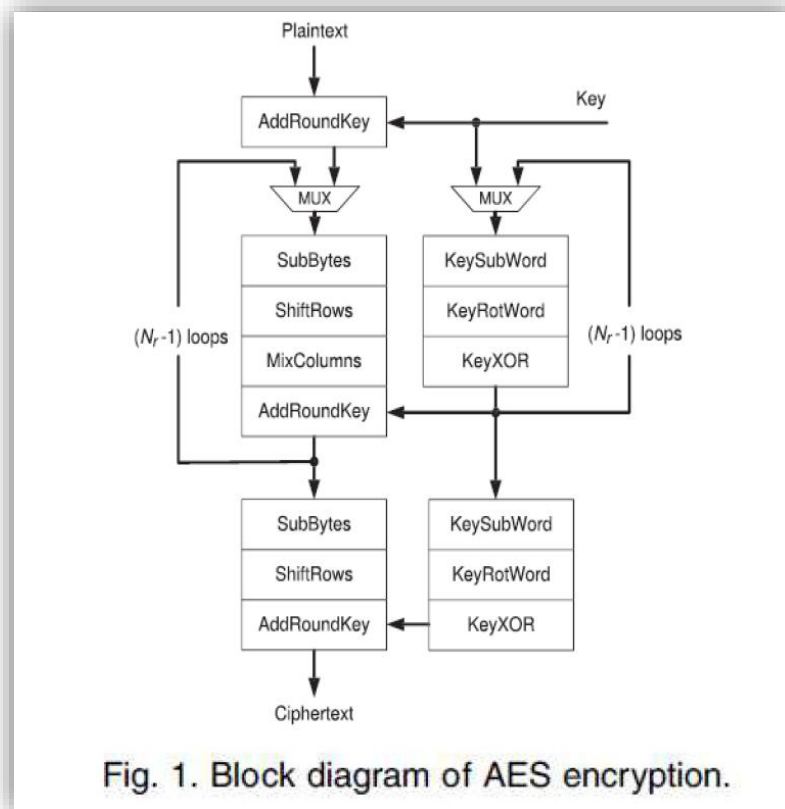 Plaintext
Key
AddRoundKey
MUX
MUX
SubBytes
KeySubWord
ShiftRows
KeyRotWord
(Nr-1) loops
(Nr-1) loops
MixColumns
KeyXOR
AddRoundKey
SubBytes
KeySubWord
ShiftRows
KeyRotWord
AddRoundKey
KeyXOR
Ciphertext
Fig. 1. Block diagram of AES encryption.